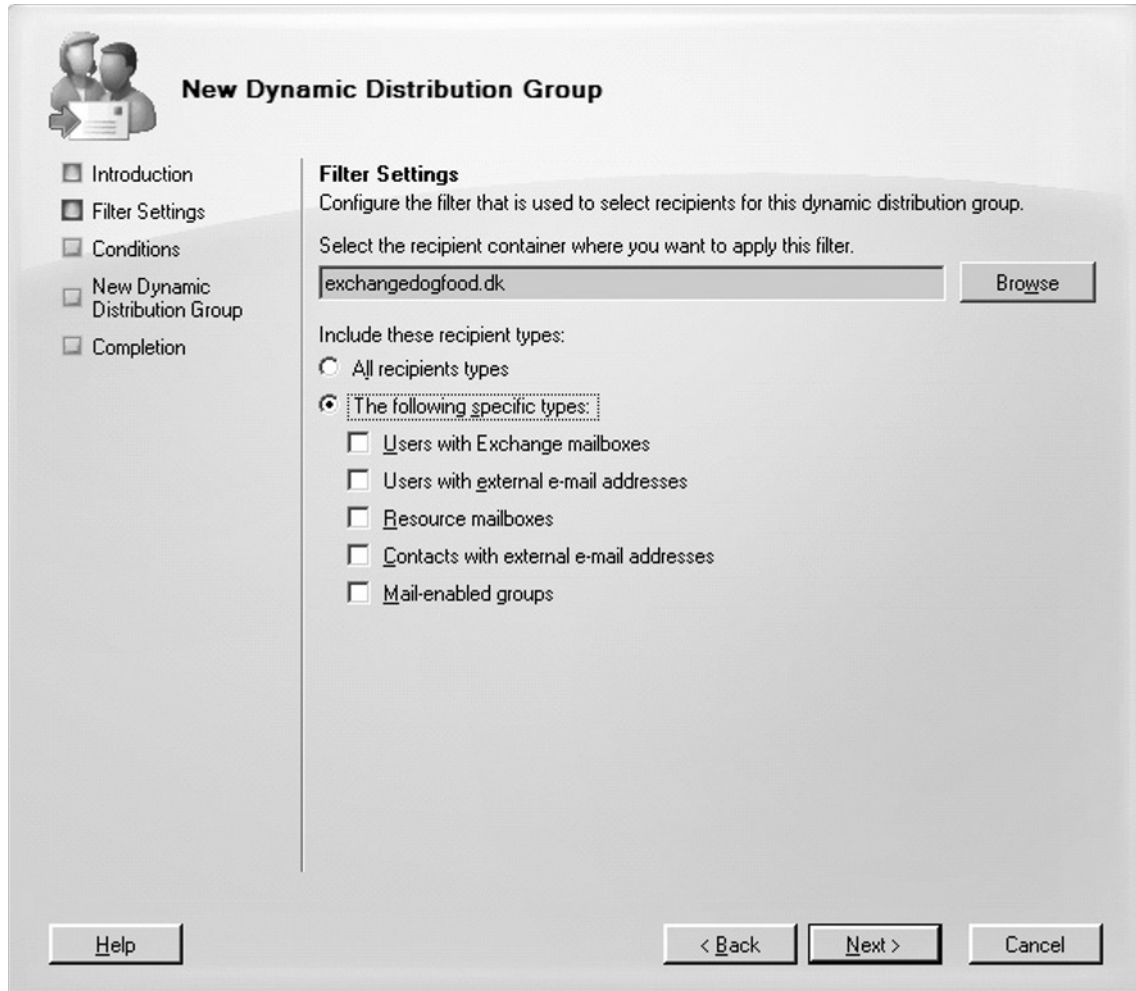 New Dynamic Distribution Group
Introduction
Filter Settings
Conditions
New Dynamic
Distribution Group
Completion
Filter Settings
Configure the filter that is used to select recipients for this dynamic distribution group.
Select the recipient container where you want to apply this filter.
exchangedogfood.dk
Browse
Include these recipient types:
All recipients types
The following specific types:
Users with Exchange mailboxes
Users with external e-mail addresses
Resource mailboxes
Contacts with external e-mail addresses
Mail-enabled groups
Help
< Back
Next >
Cancel